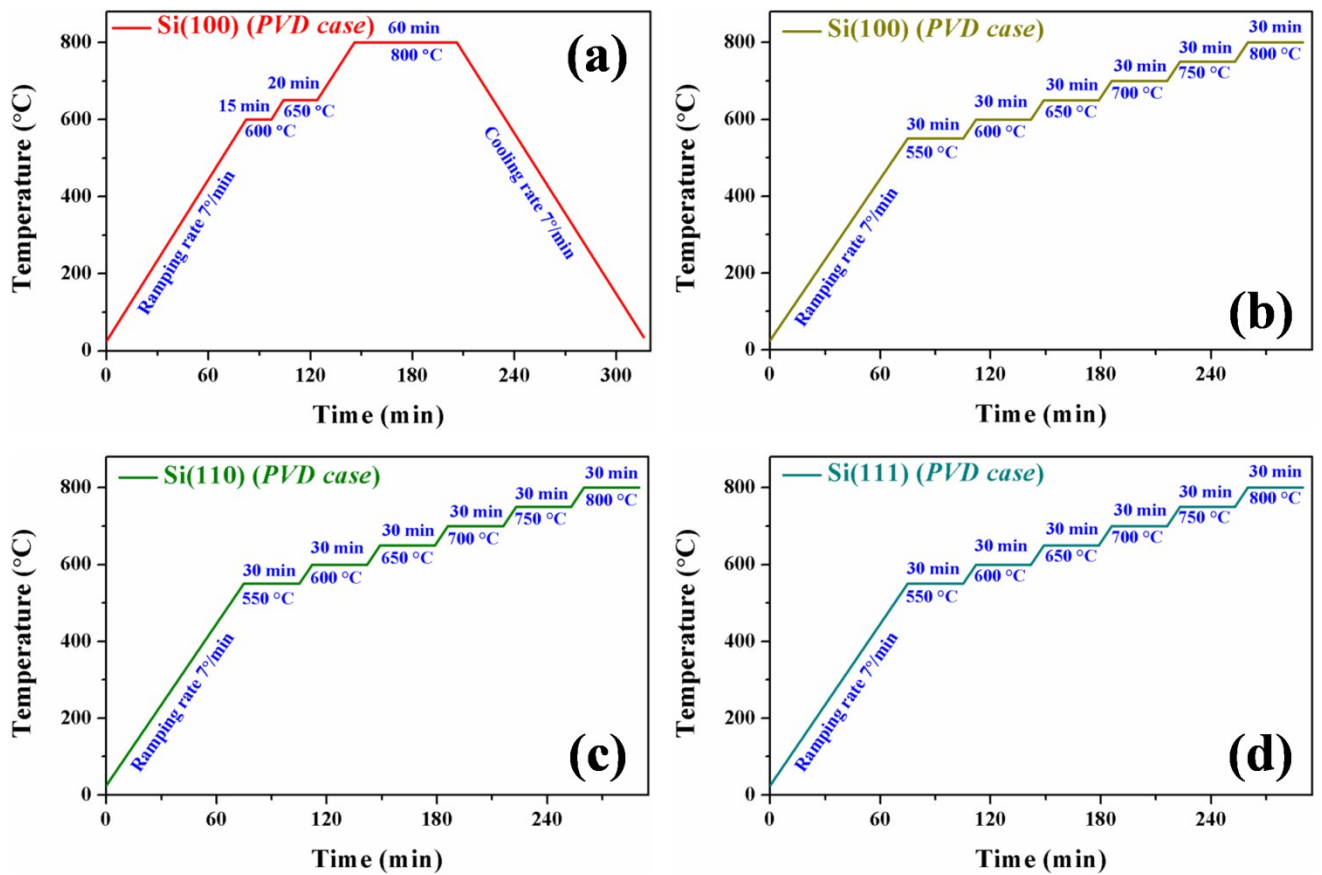 Si(100) (PVD case)
(a)
60 min
800 °C
20 min
650 °C
15 min
600 °C
Ramping rate 7°/min
Cooling rate 7°/min
Temperature (°C)
800
600
400
200
0
0 60 120 180 240 300
Time (min)
Si(100) (PVD case)
(b)
30 min
800 °C
30 min
750 °C
30 min
700 °C
30 min
650 °C
30 min
600 °C
30 min
550 °C
Ramping rate 7°/min
Temperature (°C)
800
600
400
200
0
0 60 120 180 240
Time (min)
Si(110) (PVD case)
(c)
30 min
800 °C
30 min
750 °C
30 min
700 °C
30 min
650 °C
30 min
600 °C
30 min
550 °C
Ramping rate 7°/min
Temperature (°C)
800
600
400
200
0
0 60 120 180 240
Time (min)
Si(111) (PVD case)
(d)
30 min
800 °C
30 min
750 °C
30 min
700 °C
30 min
650 °C
30 min
600 °C
30 min
550 °C
Ramping rate 7°/min
Temperature (°C)
800
600
400
200
0
0 60 120 180 240
Time (min)